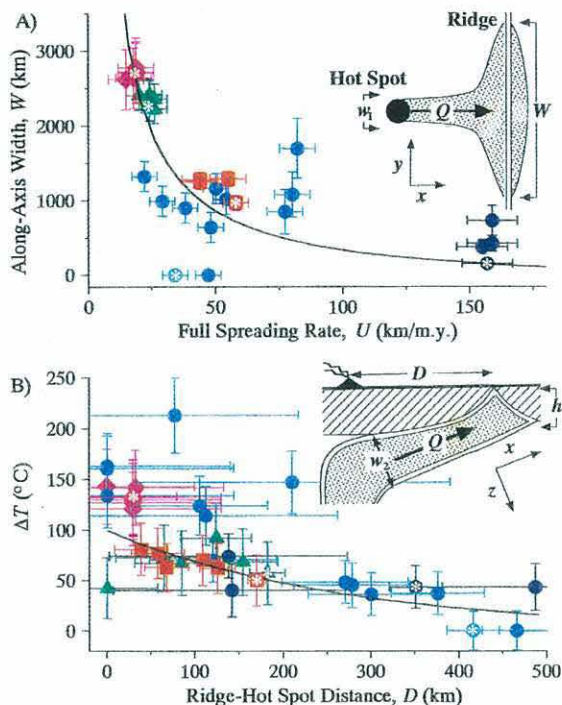 A)
Along-Axis Width, W (km)
3000
2000
1000
0
0
50
100
150
Full Spreading Rate, U (km/m.y.)
Ridge
Hot Spot
w₁
Q
W
y
x
B)
ΔT (°C)
250
200
150
100
50
0
0
100
200
300
400
500
Ridge-Hot Spot Distance, D (km)
D
h
w₂
Q
x
z